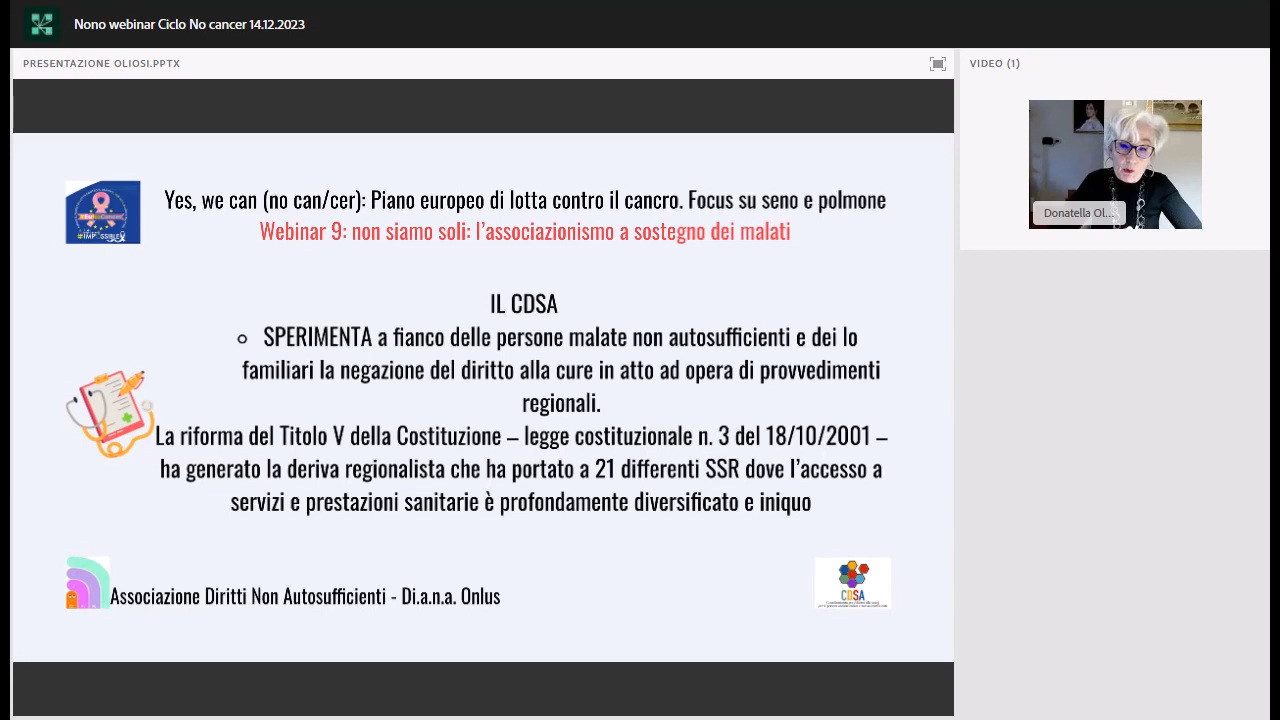 Nono webinar Ciclo No cancer 14.12.2023
PRESENTAZIONE OLIOSI.PPTX
VIDEO (1)
Donatella Ol...
Yes, we can (no can/cer): Piano europeo di lotta contro il cancro. Focus su seno e polmone
Webinar 9: non siamo soli: l'associazionismo a sostegno dei malati
IL CDSA
SPERIMENTA a fianco delle persone malate non autosufficienti e dei lo
familiari la negazione del diritto alla cure in atto ad opera di provvedimenti
regionali.
La riforma del Titolo V della Costituzione – legge costituzionale n. 3 del 18/10/2001 –
ha generato la deriva regionalista che ha portato a 21 differenti SSR dove l'accesso a
servizi e prestazioni sanitarie è profondamente diversificato e iniquo
Associazione Diritti Non Autosufficienti - Di.a.n.a. Onlus
CDSA